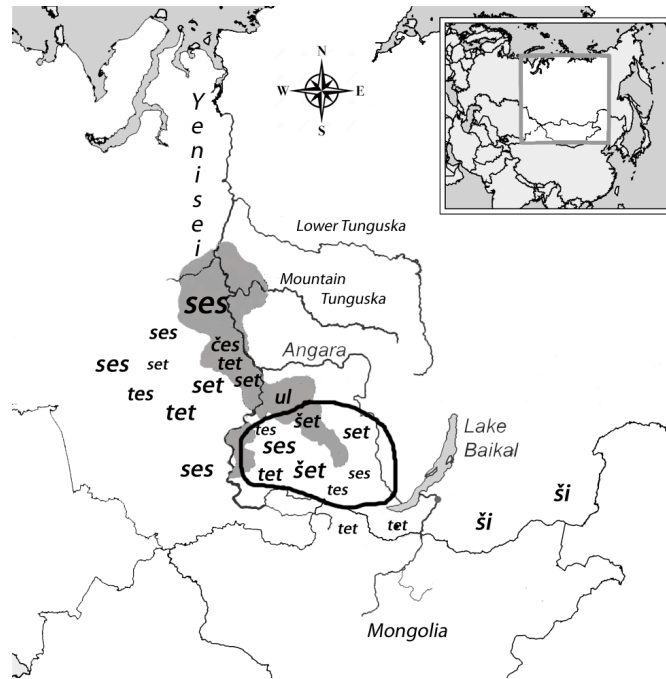 N
W E
S
Yenisei
Lower Tunguska
Mountain
Tunguska
ses
ses
čes
Angara
ses
set
tet
tes
set
set
tet
ul
tes
šet
set
Lake
Baikal
ses
ses
tet
šet
ses
tes
ši
ši
tet
tet
Mongolia